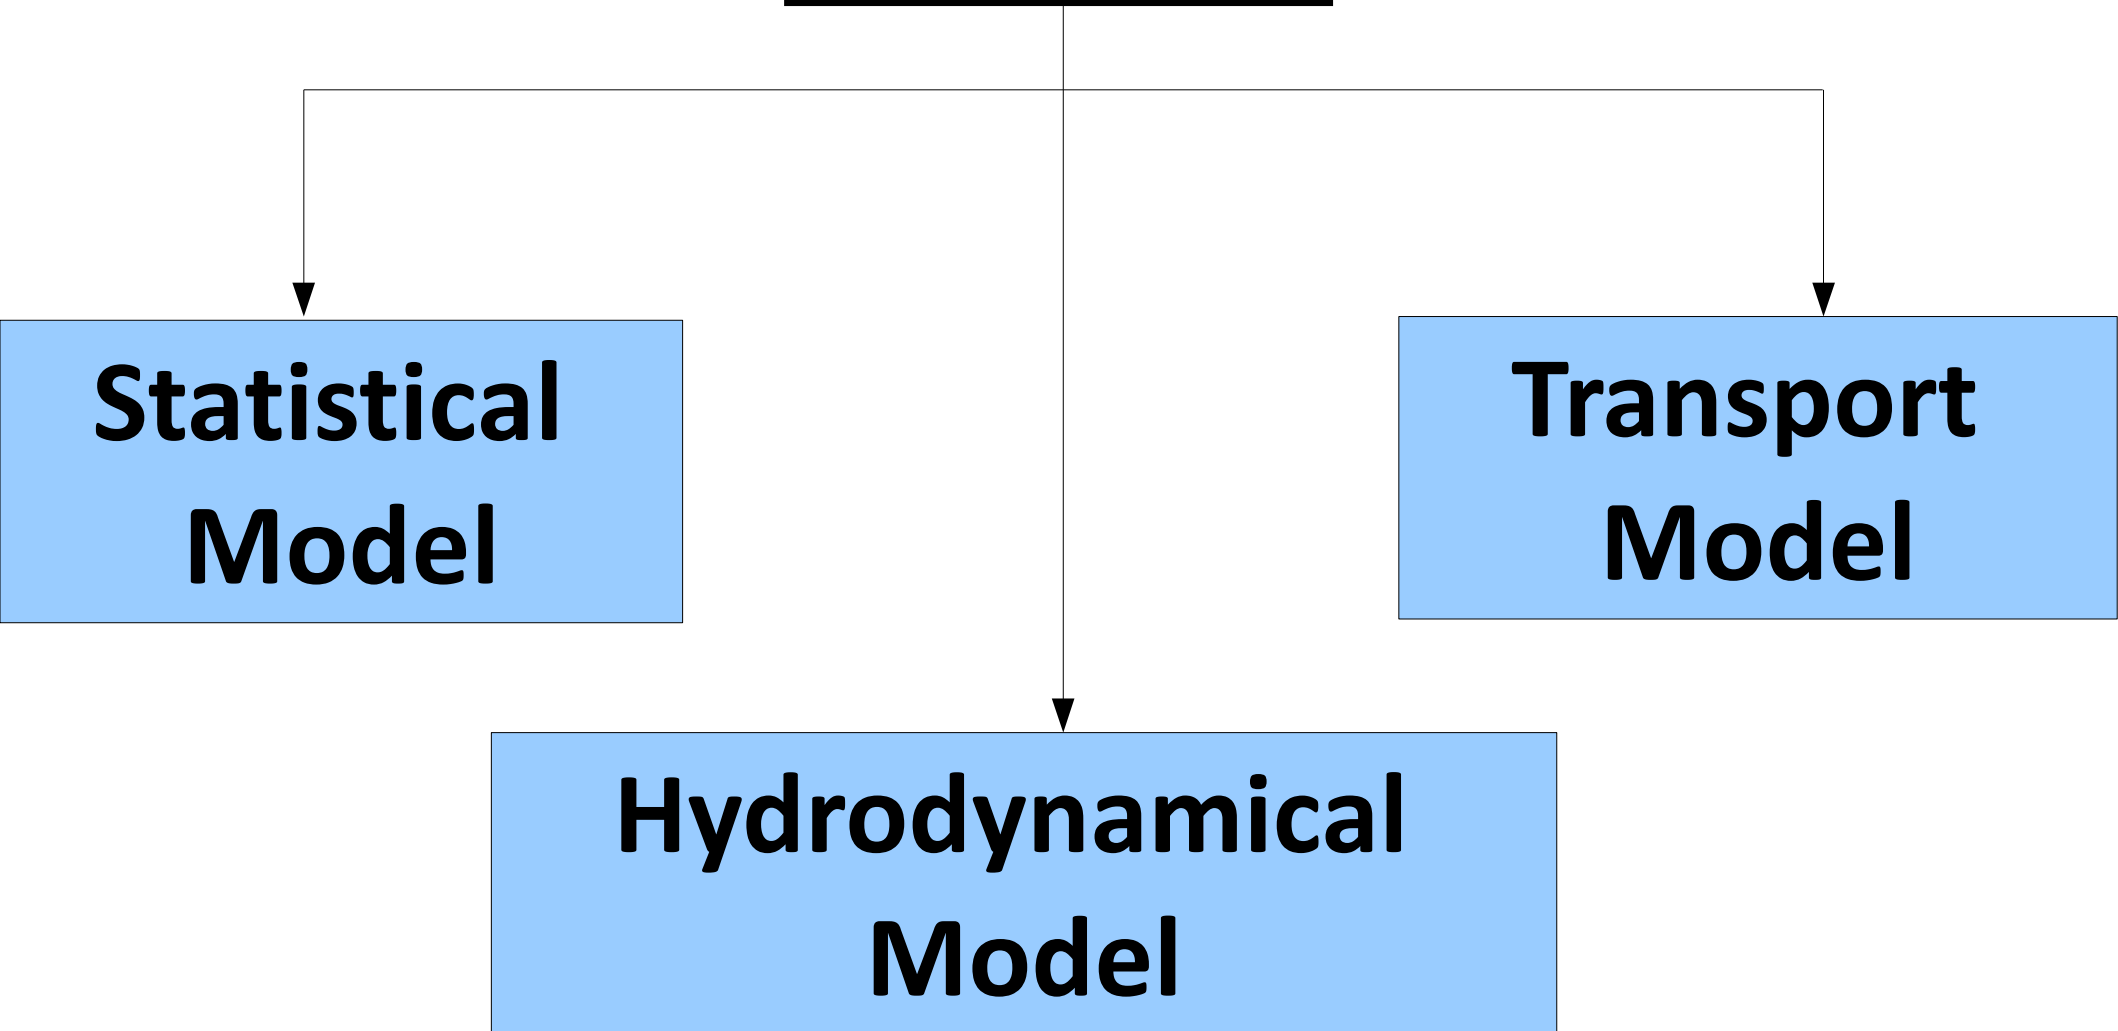 Statistical
Model
Transport
Model
Hydrodynamical
Model